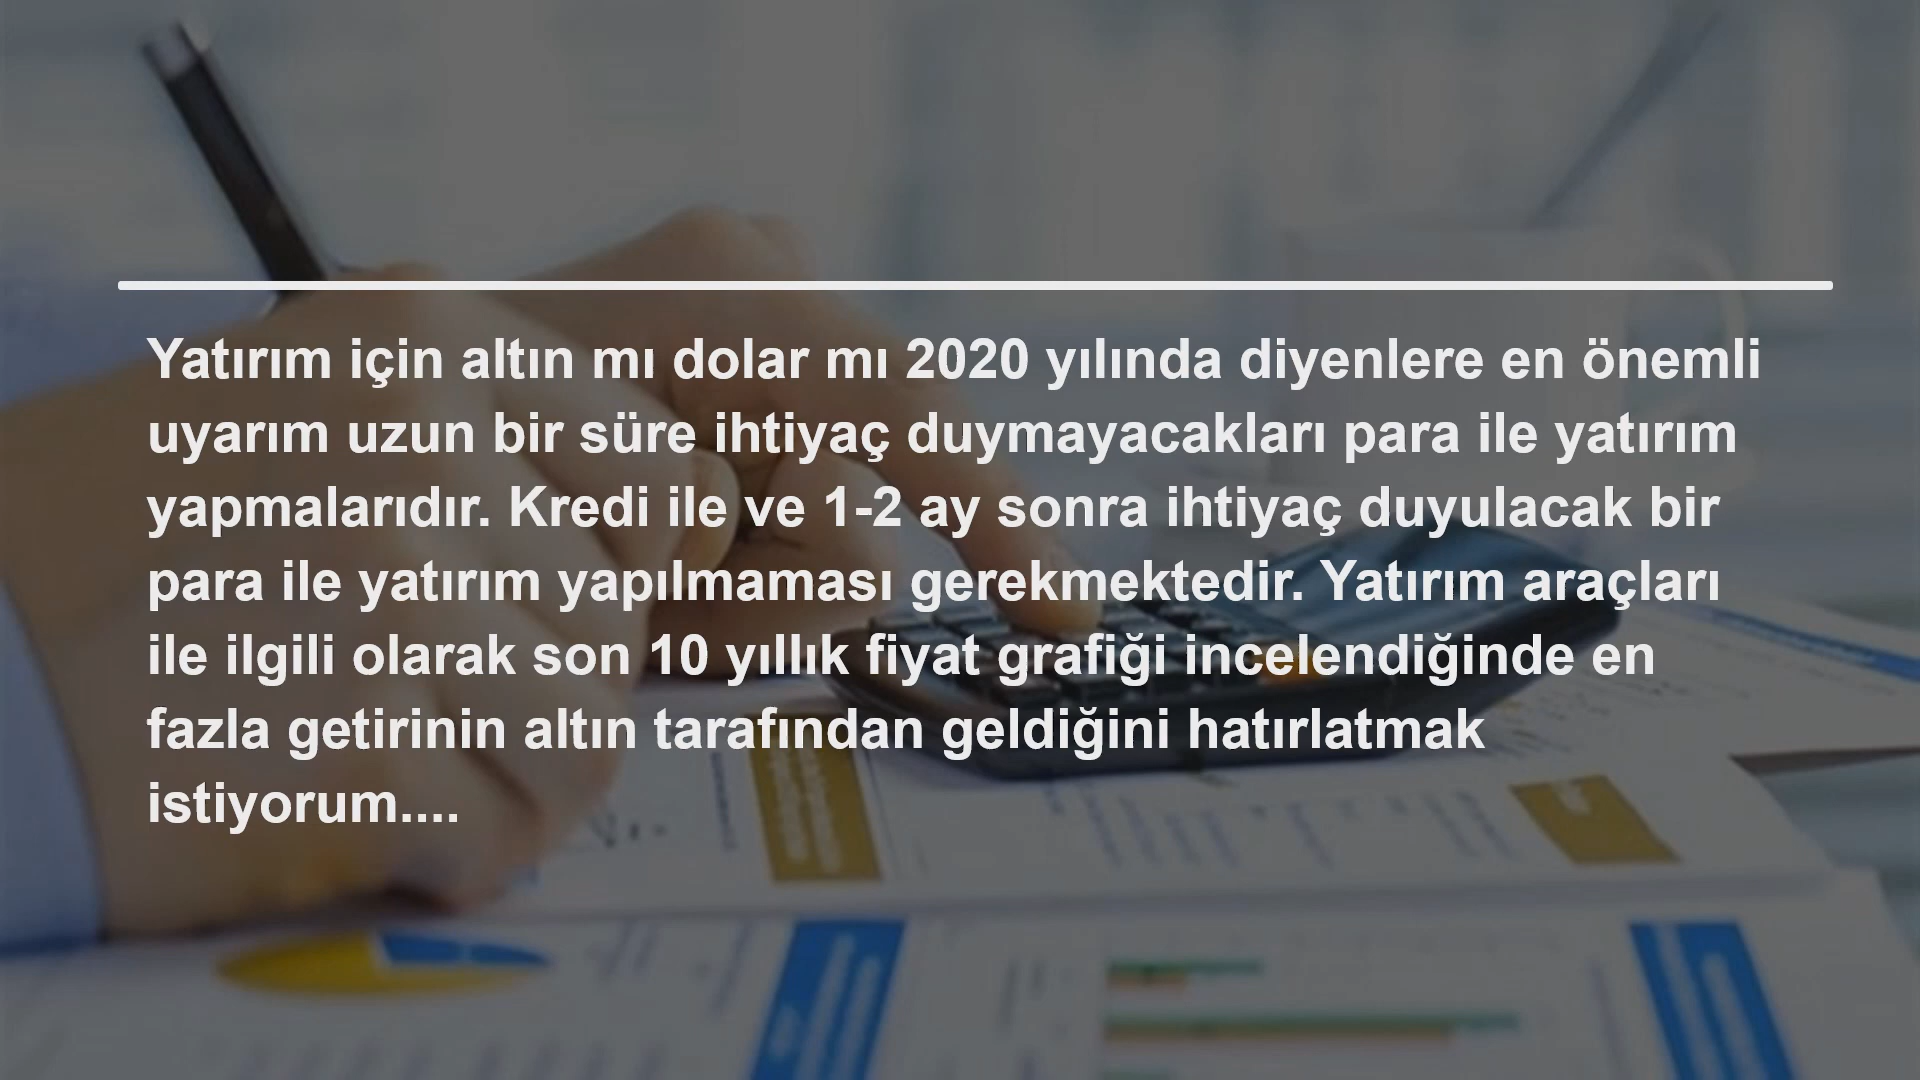 Yatırım için altın mı dolar mı 2020 yılında diyenlere en önemli
uyarım uzun bir süre ihtiyaç duymayacakları para ile yatırım
yapmalarıdır. Kredi ile ve 1-2 ay sonra ihtiyaç duyulacak bir
para ile yatırım yapılmaması gerekmektedir. Yatırım araçları
ile ilgili olarak son 10 yıllık fiyat grafiği incelendiğinde en
fazla getirinin altın tarafından geldiğini hatırlatmak
istiyorum....